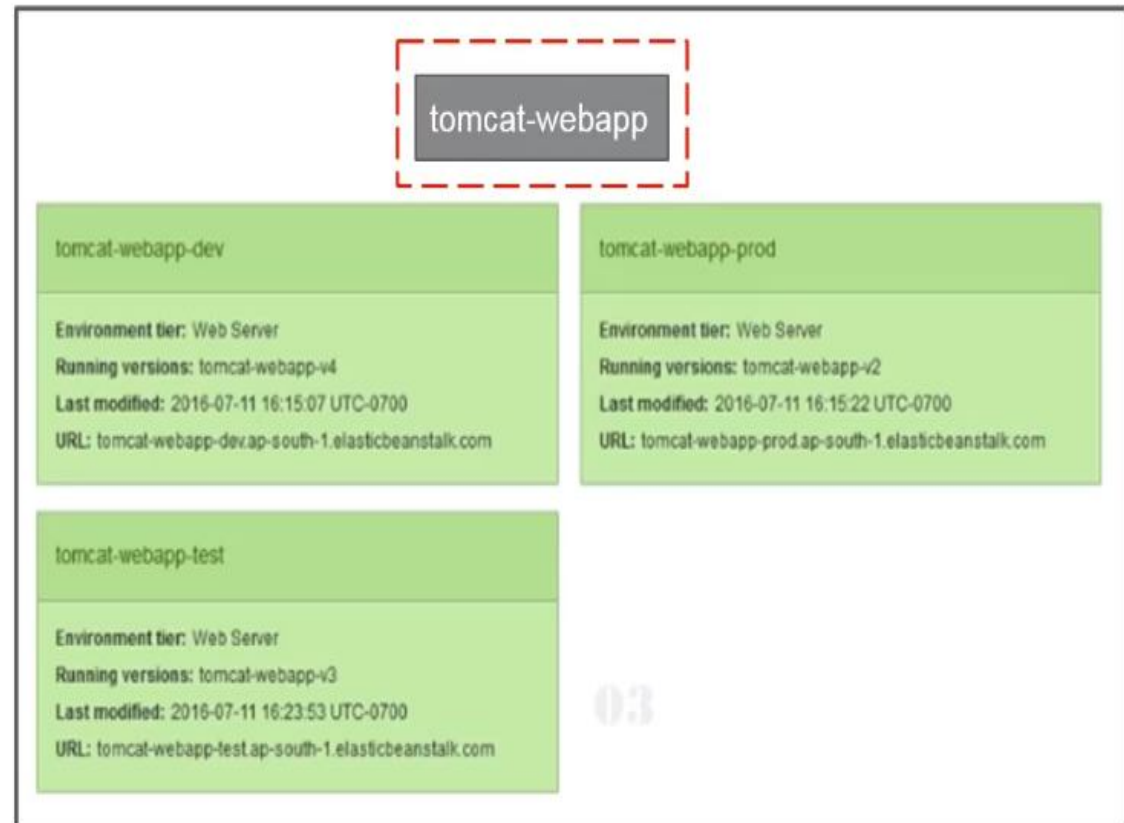 tomcat-webapp
tomcat-webapp-dev
Environment tier: Web Server
Running versions: tomcat-webapp-v4
Last modified: 2016-07-11 16:15:07 UTC-0700
URL: tomcat-webapp-dev.ap-south-1.elasticbeanstalk.com
tomcat-webapp-prod
Environment tier: Web Server
Running versions: tomcat-webapp-v2
Last modified: 2016-07-11 16:15:22 UTC-0700
URL: tomcat-webapp-prod.ap-south-1.elasticbeanstalk.com
tomcat-webapp-test
Environment tier: Web Server
Running versions: tomcat-webapp-v3
Last modified: 2016-07-11 16:23:53 UTC-0700
URL: tomcat-webapp-test.ap-south-1.elasticbeanstalk.com
03